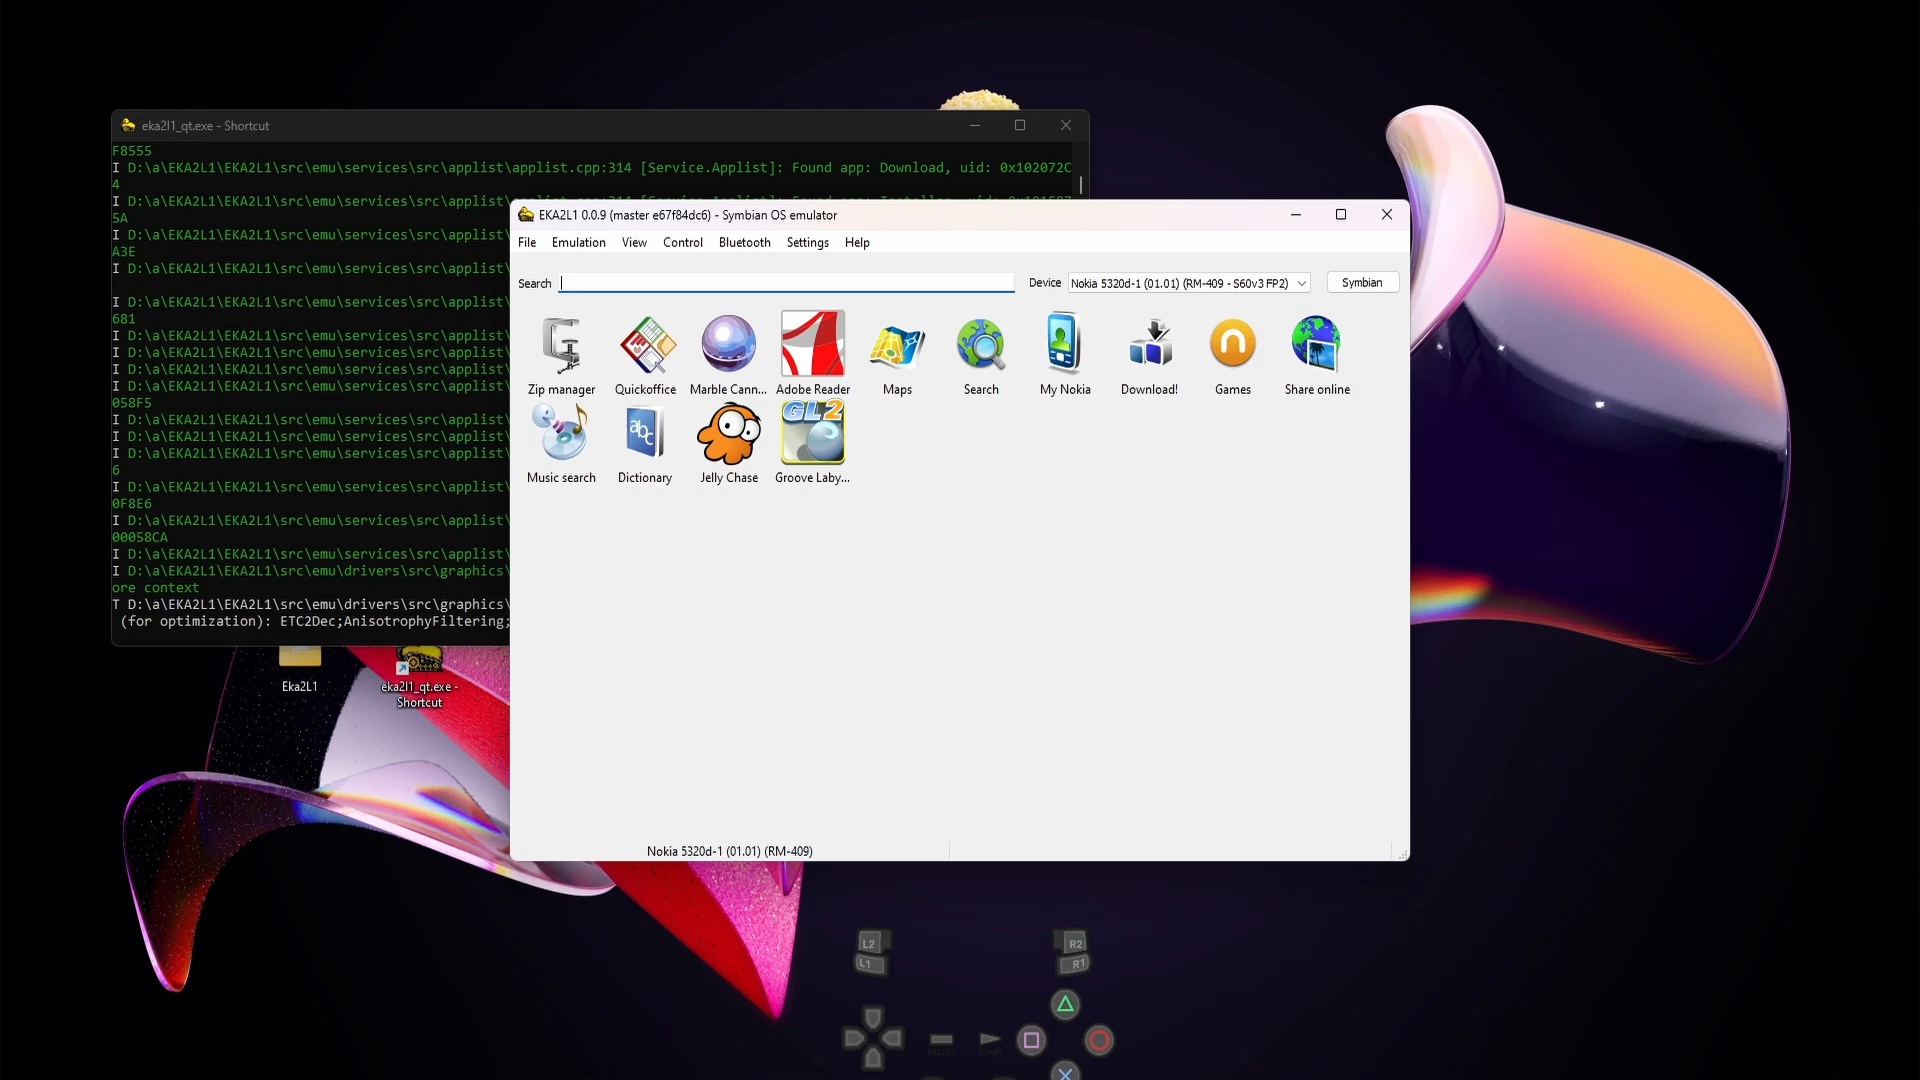 eka2l1_qt.exe - Shortcut
F8555
I D:\a\EKA2L1\EKA2L1\src\emu\services\src\applist\applist.cpp:314 [Service.Applist]: Found app: Download, uid: 0x102072C
4
I D:\a\EKA2L1\EKA2L1\src\emu\services\src\applist\
5A
I D:\a\EKA2L1\EKA2L1\src\emu\services\src\applist\
A3E
I D:\a\EKA2L1\EKA2L1\src\emu\services\src\applist\
I D:\a\EKA2L1\EKA2L1\src\emu\services\src\applist\
681
I D:\a\EKA2L1\EKA2L1\src\emu\services\src\applist\
I D:\a\EKA2L1\EKA2L1\src\emu\services\src\applist\
I D:\a\EKA2L1\EKA2L1\src\emu\services\src\applist\
I D:\a\EKA2L1\EKA2L1\src\emu\services\src\applist\
058F5
I D:\a\EKA2L1\EKA2L1\src\emu\services\src\applist\
I D:\a\EKA2L1\EKA2L1\src\emu\services\src\applist\
I D:\a\EKA2L1\EKA2L1\src\emu\services\src\applist\
6
I D:\a\EKA2L1\EKA2L1\src\emu\services\src\applist\
0F8E6
I D:\a\EKA2L1\EKA2L1\src\emu\services\src\applist\
00058CA
I D:\a\EKA2L1\EKA2L1\src\emu\services\src\applist\
I D:\a\EKA2L1\EKA2L1\src\emu\drivers\src\graphics\
ore context
T D:\a\EKA2L1\EKA2L1\src\emu\drivers\src\graphics\
(for optimization): ETC2Dec;AnisotrophyFiltering;
EKA2L1 0.0.9 (master e67f84dc6) - Symbian OS emulator
File Emulation View Control Bluetooth Settings Help
Search Device Nokia 5320d-1 (01.01) (RM-409 - S60v3 FP2) Symbian
Zip manager Quickoffice Marble Cann... Adobe Reader Maps Search My Nokia Download! Games Share online
abc GL2
Music search Dictionary Jelly Chase Groove Laby...
Nokia 5320d-1 (01.01) (RM-409)
Eka2L1 eka2l1_qt.exe -
Shortcut
L2 R2
L1 R1
SELECT START